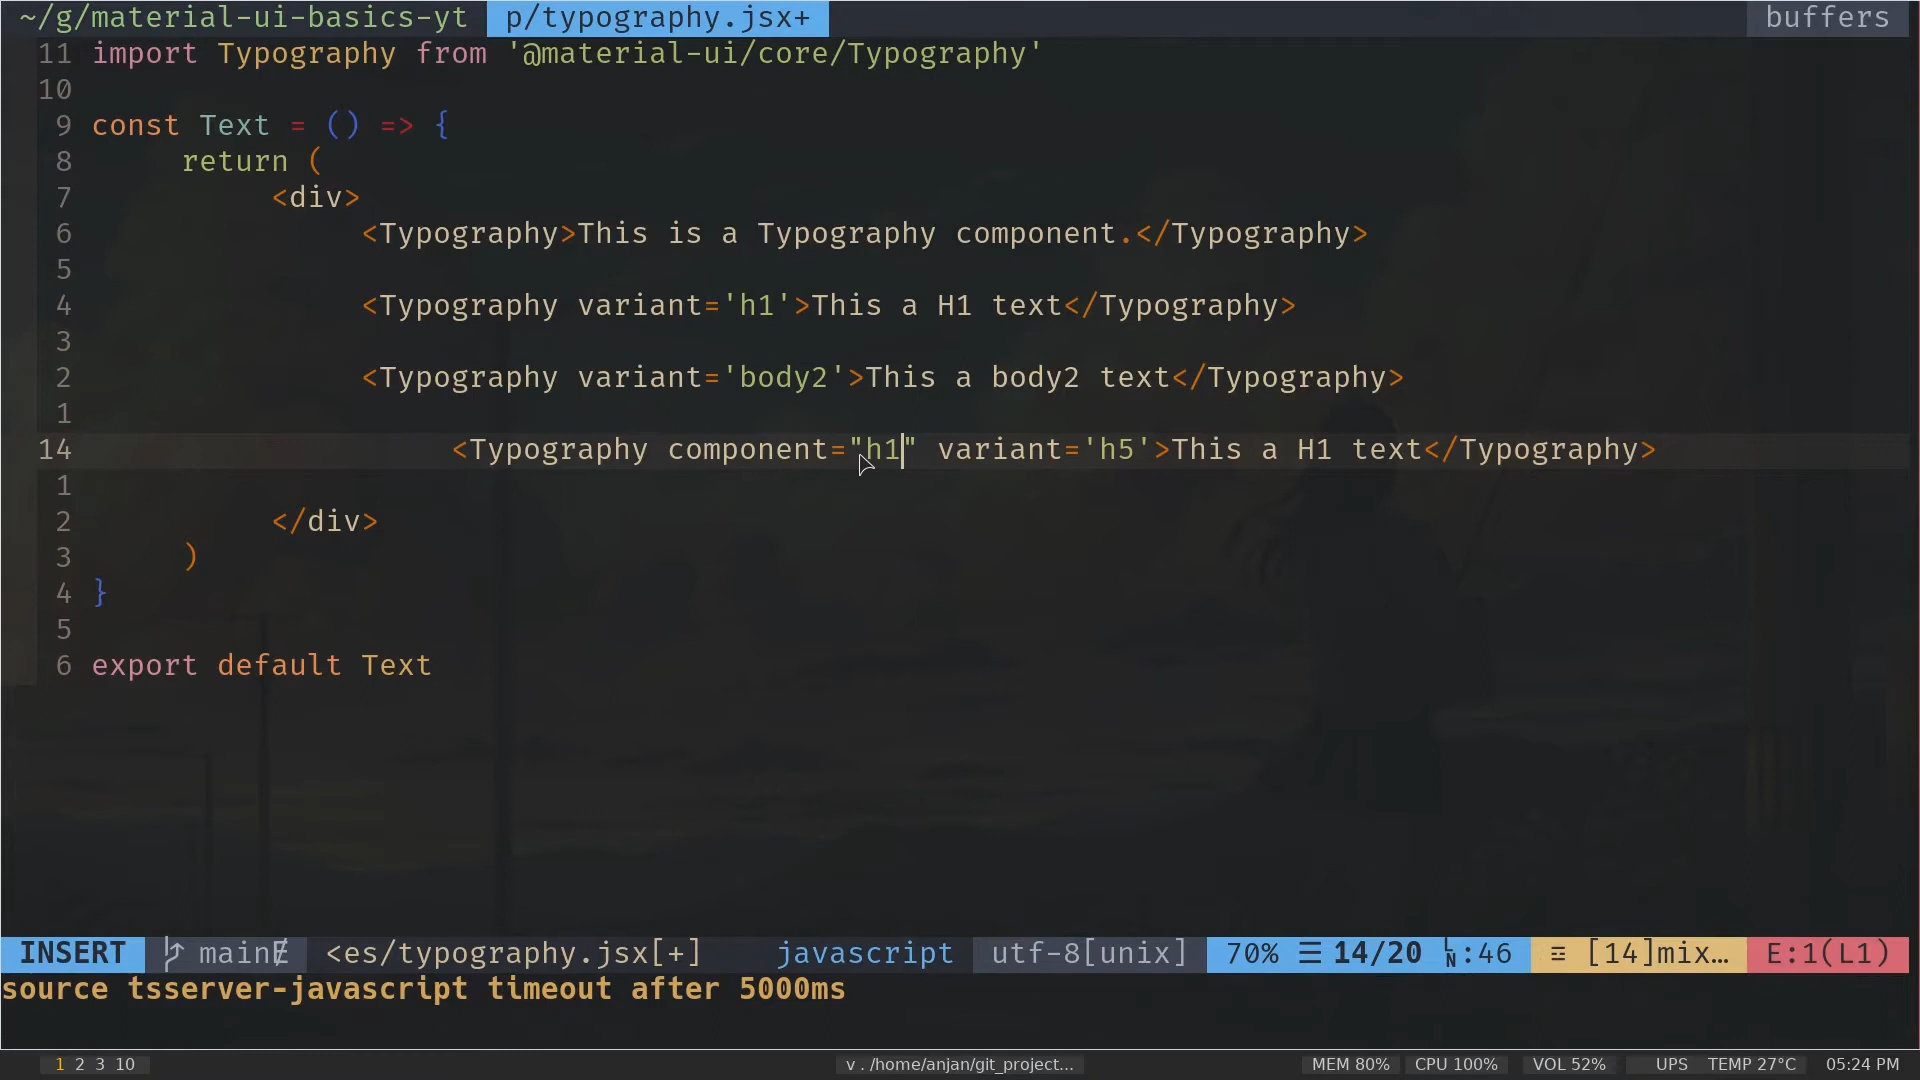 ~/g/material-ui-basics-yt p/typography.jsx+ buffers
11 import Typography from '@material-ui/core/Typography'
10
9 const Text = () => {
8 return (
7 <div>
6 <Typography>This is a Typography component.</Typography>
5
4 <Typography variant='h1'>This a H1 text</Typography>
3
2 <Typography variant='body2'>This a body2 text</Typography>
1
14 <Typography component="h1" variant='h5'>This a H1 text</Typography>
1
2 </div>
3 )
4 }
5
6 export default Text
INSERT main <es/typography.jsx[+] javascript utf-8[unix] 70% ☰ 14/20 :46 [14]mix… E:1(L1)
source tsserver-javascript timeout after 5000ms
1 2 3 10 v . /home/anjan/git_project... MEM 80% CPU 100% VOL 52% UPS TEMP 27°C 05:24 PM